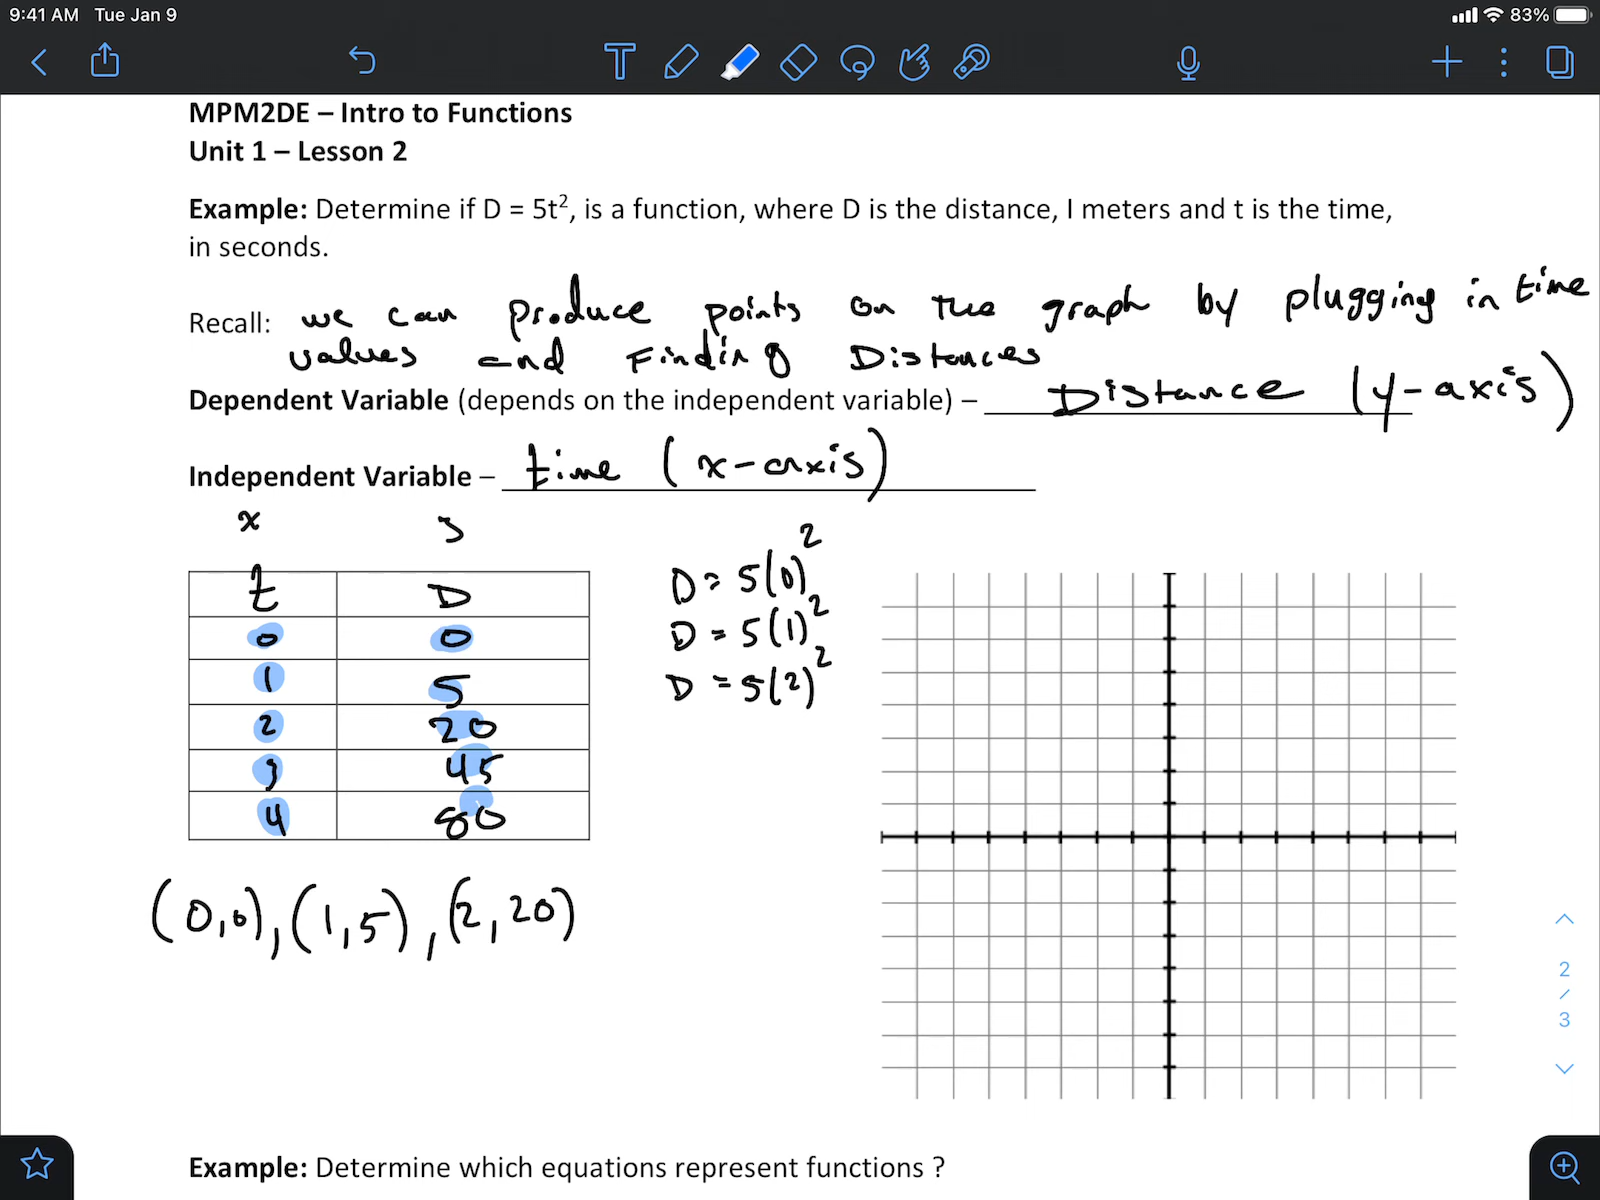 9:41 AM Tue Jan 9
83%
MPM2DE – Intro to Functions
Unit 1 – Lesson 2
Example: Determine if D = 5t², is a function, where D is the distance, I meters and t is the time,
in seconds.
Recall: we can produce points on the graph by plugging in time
values and Finding Distances
Dependent Variable (depends on the independent variable) – Distance (y-axis)
Independent Variable – time (x-axis)
x y
t D
0 0
1 5
2 20
3 45
4 80
D = 5(0)²
D = 5(1)²
D = 5(2)²
(0,0), (1,5), (2,20)
2
/
3
Example: Determine which equations represent functions ?